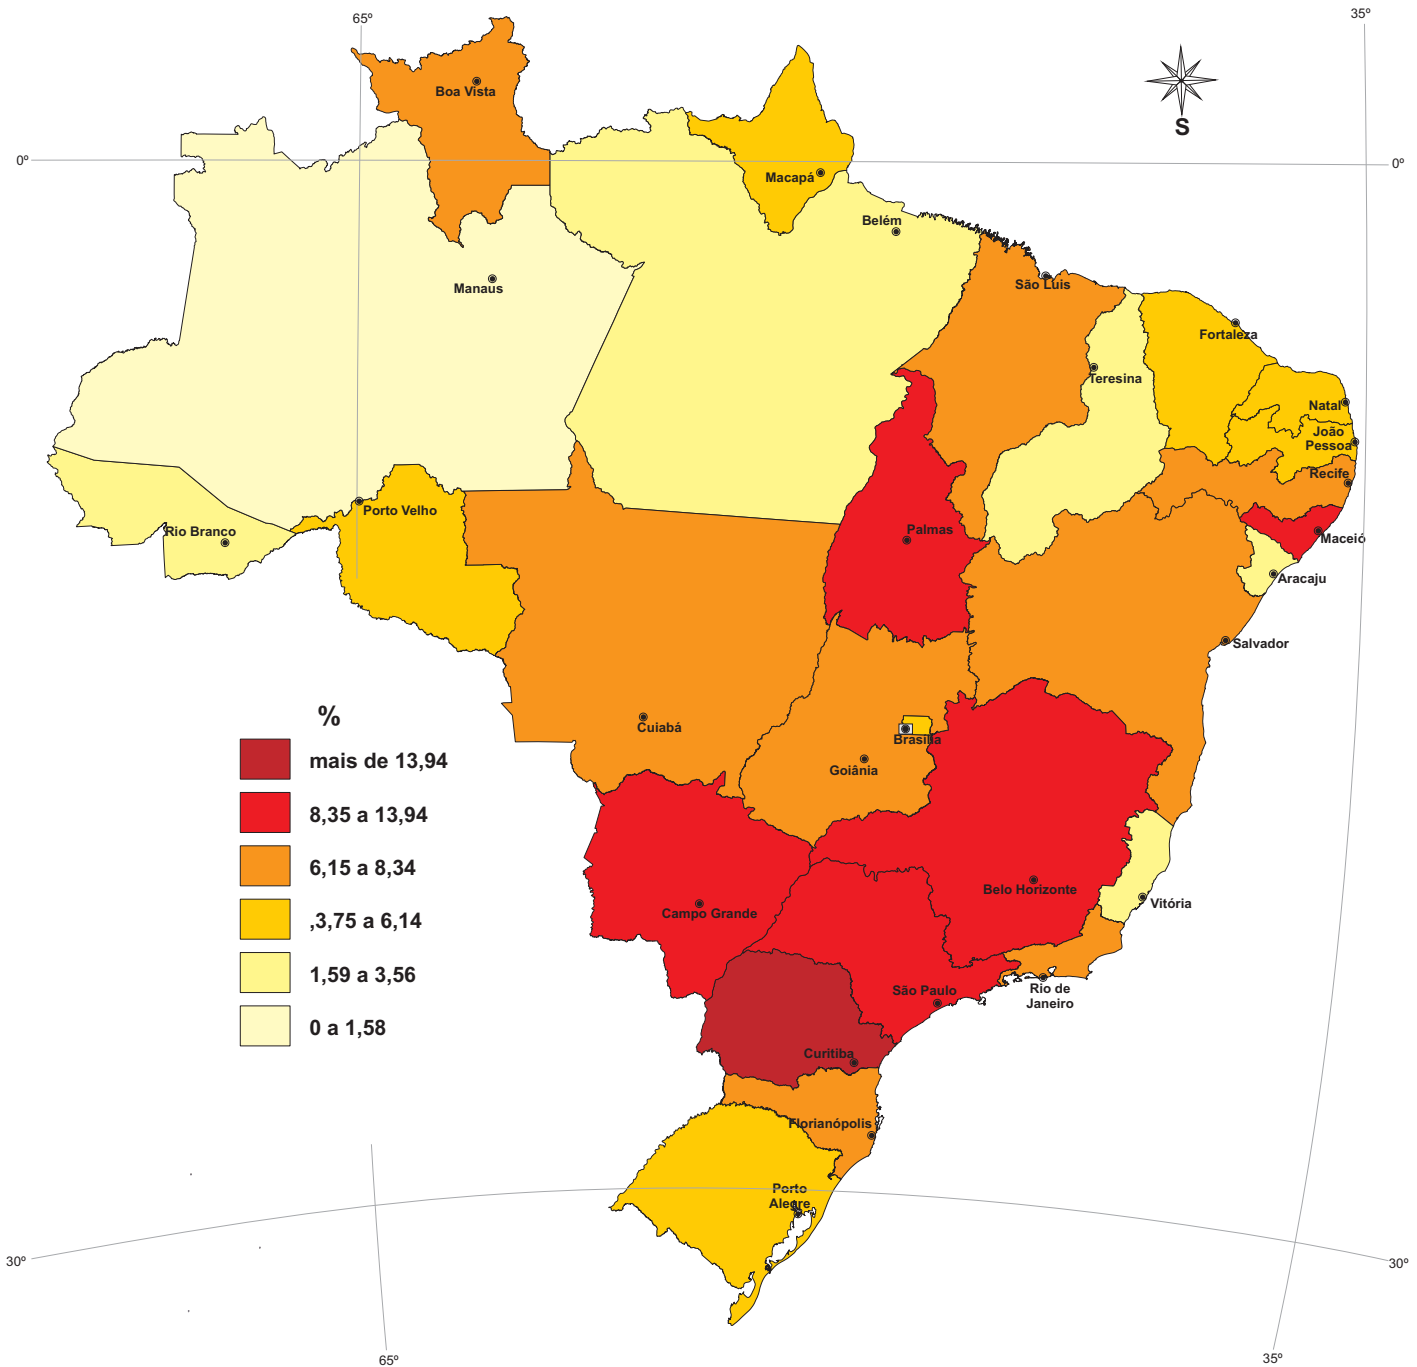 65º
35º
Boa Vista
S
0º
0º
Macapá
Belém
Manaus
São Luis
Fortaleza
Teresina
Natal
João
Pessoa
Recife
Porto Velho
Rio Branco
Palmas
Maceió
Aracaju
Salvador
%
Cuiabá
Brasília
Goiânia
mais de 13,94
8,35 a 13,94
6,15 a 8,34
,3,75 a 6,14
1,59 a 3,56
0 a 1,58
Belo Horizonte
Campo Grande
Vitória
São Paulo
Rio de
Janeiro
Curitiba
Florianópolis
Porto
Alegre
30º
30º
65º
35º